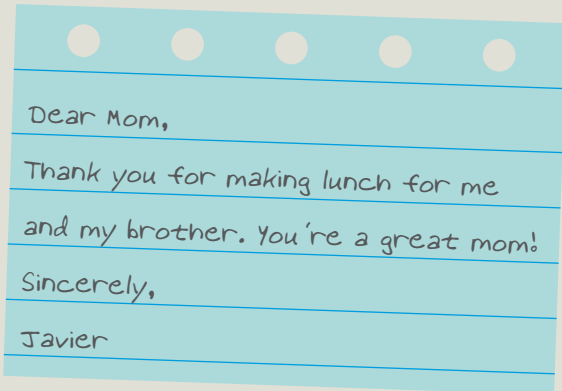 Dear Mom,
Thank you for making lunch for me
and my brother. You're a great mom!
Sincerely,
Javier